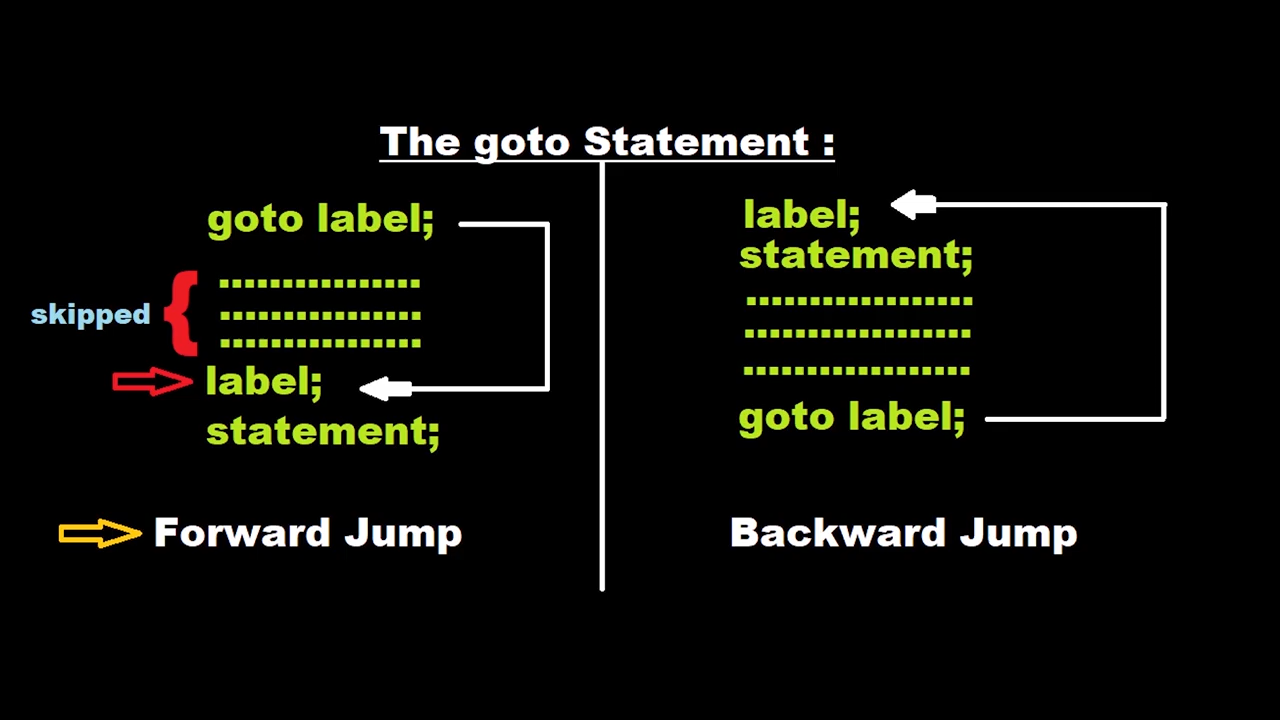 The goto Statement :
goto label;
................
skipped
................
................
label;
statement;
Forward Jump
label;
statement;
..................
..................
..................
goto label;
Backward Jump